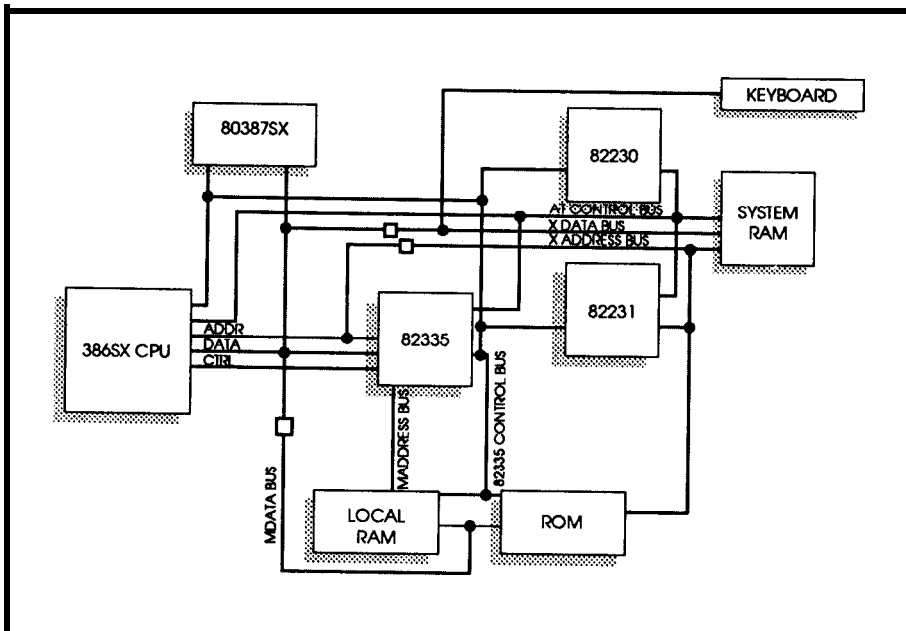 KEYBOARD
80387SX
82230
AT CONTROL BUS
X DATA BUS
X ADDRESS BUS
SYSTEM
RAM
386SX CPU
ADDR
DATA
CTRL
82335
82231
MADDRESS BUS
82335 CONTROL BUS
MDATA BUS
LOCAL
RAM
ROM